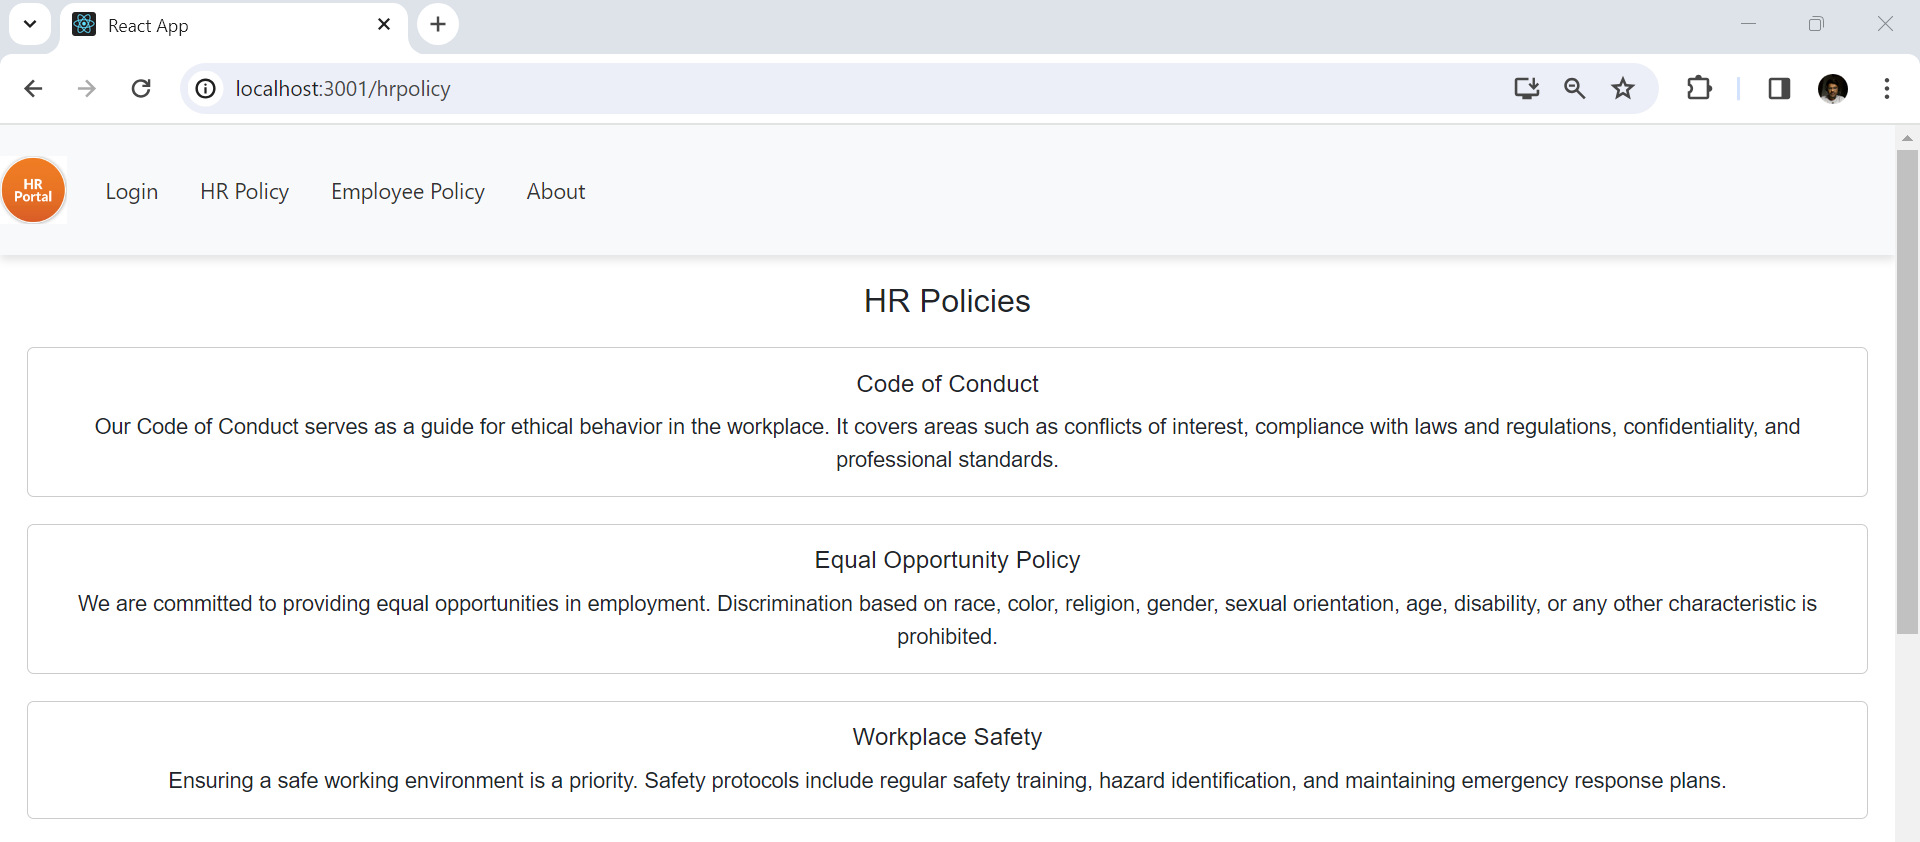 React App
localhost:3001/hrpolicy
HR
Portal
Login HR Policy Employee Policy About
HR Policies
Code of Conduct
Our Code of Conduct serves as a guide for ethical behavior in the workplace. It covers areas such as conflicts of interest, compliance with laws and regulations, confidentiality, and
professional standards.
Equal Opportunity Policy
We are committed to providing equal opportunities in employment. Discrimination based on race, color, religion, gender, sexual orientation, age, disability, or any other characteristic is
prohibited.
Workplace Safety
Ensuring a safe working environment is a priority. Safety protocols include regular safety training, hazard identification, and maintaining emergency response plans.